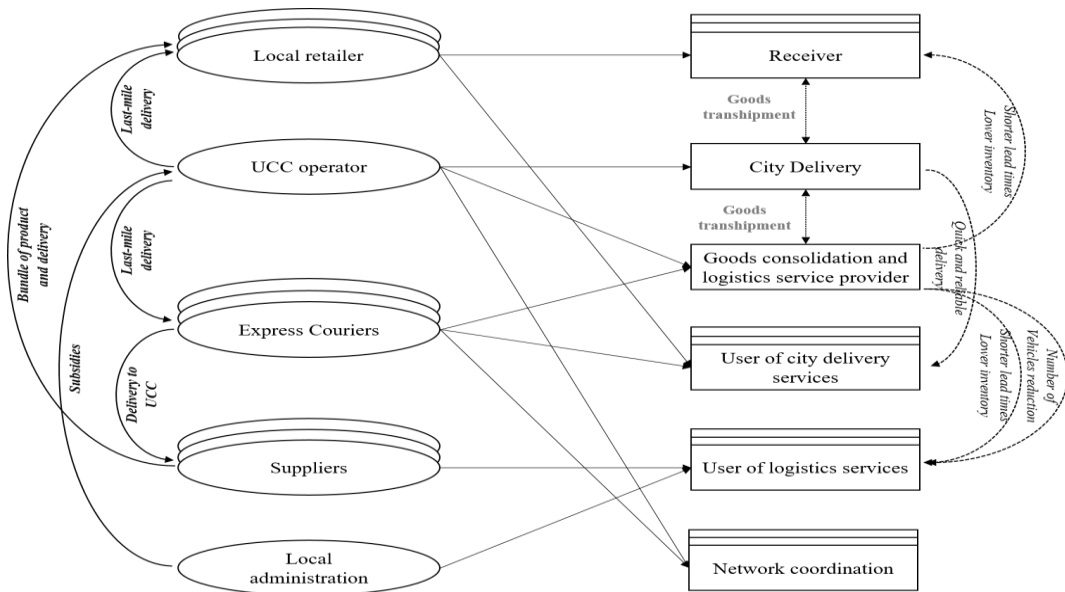 Local retailer
UCC operator
Express Couriers
Suppliers
Local
administration
Last-mile
delivery
Last-mile
delivery
Delivery to
UCC
Bundle of product
and delivery
Subsidies
Receiver
Goods
transhipment
City Delivery
Goods
transhipment
Goods consolidation and
logistics service provider
User of city delivery
services
User of logistics services
Network coordination
Shorter lead times
Lower inventory
Quick and reliable
delivery
Shorter lead times
Lower inventory
Number of
Vehicles reduction